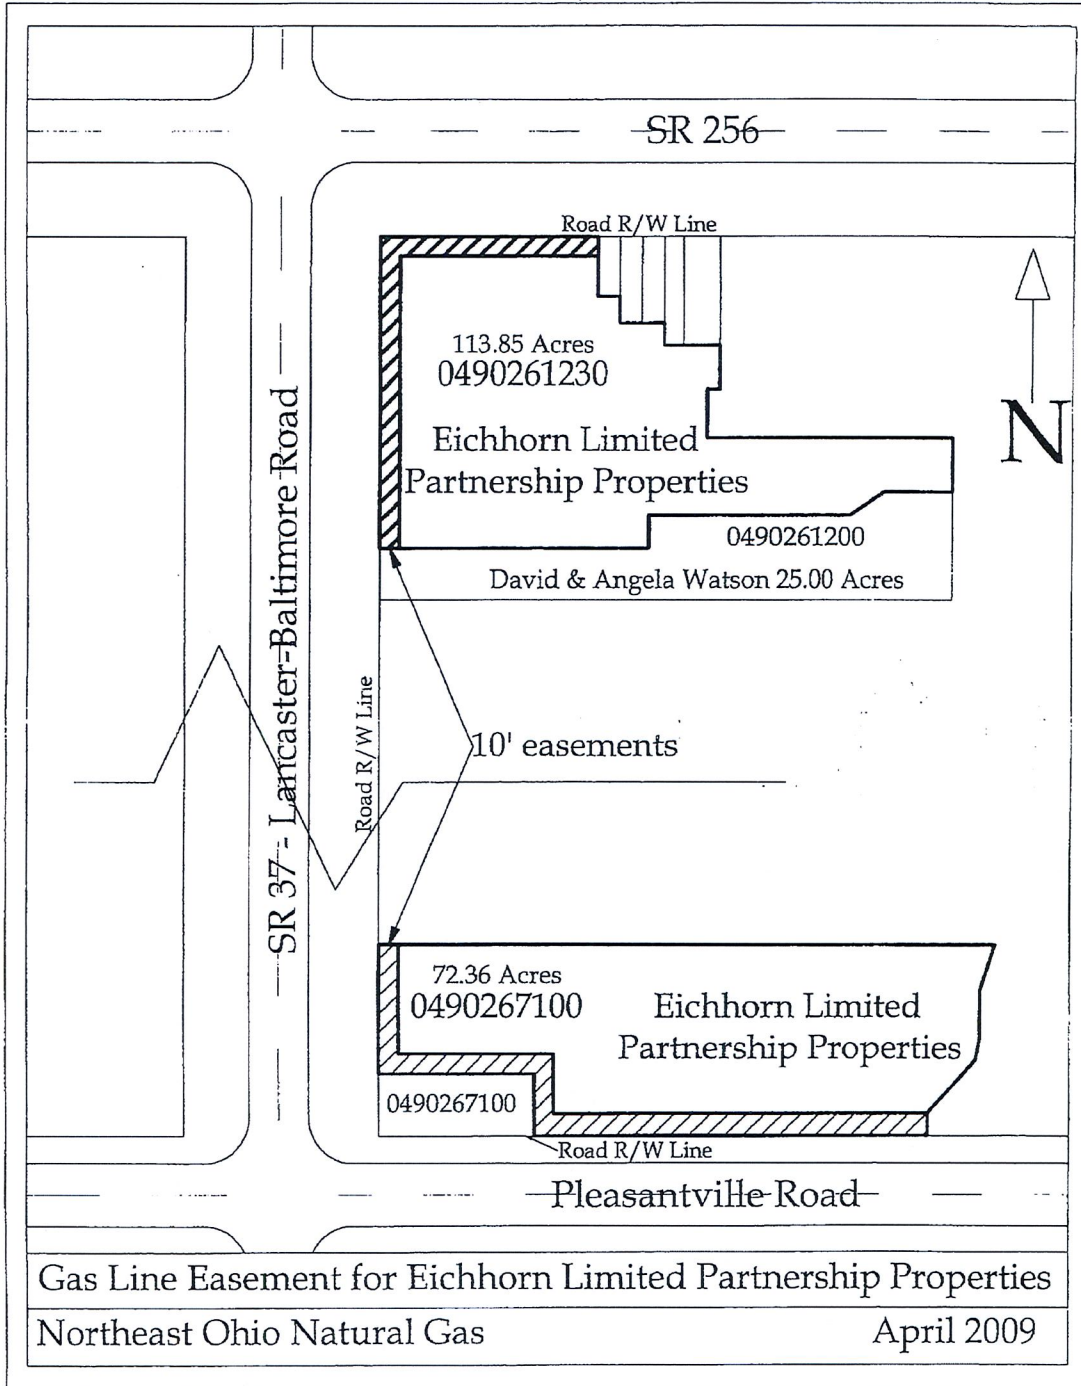 SR 256
Road R/W Line
113.85 Acres
0490261230
Eichhorn Limited
Partnership Properties
N
0490261200
David & Angela Watson 25.00 Acres
SR 37 - Lancaster-Baltimore Road
Road R/W Line
10' easements
72.36 Acres
0490267100
Eichhorn Limited
Partnership Properties
0490267100
Road R/W Line
Pleasantville Road
Gas Line Easement for Eichhorn Limited Partnership Properties
Northeast Ohio Natural Gas
April 2009